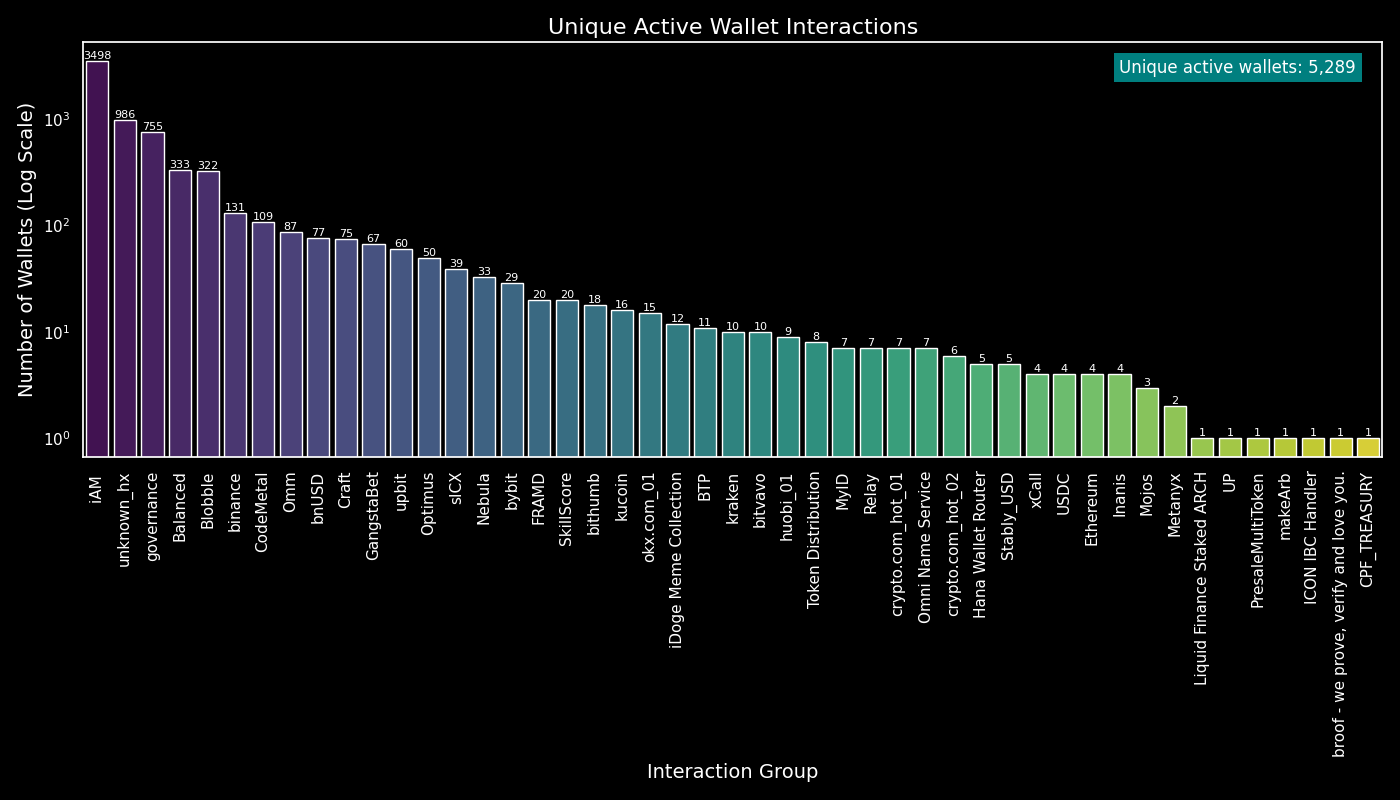 Unique Active Wallet Interactions
Unique active wallets: 5,289
Number of Wallets (Log Scale)
10³
10²
10¹
10⁰
3498
986
755
333
322
131
109
87
77
75
67
60
50
39
33
29
20
20
18
16
15
12
11
10
10
9
8
7
7
7
7
6
5
5
4
4
4
4
3
2
1
1
1
1
1
1
1
iAM
unknown_hx
governance
Balanced
Blobble
binance
CodeMetal
Omm
bnUSD
Craft
GangstaBet
upbit
Optimus
sICX
Nebula
bybit
FRAMD
SkillScore
bithumb
kucoin
okx.com_01
iDoge Meme Collection
BTP
kraken
bitvavo
huobi_01
Token Distribution
MyID
Relay
crypto.com_hot_01
Omni Name Service
crypto.com_hot_02
Hana Wallet Router
Stably_USD
xCall
USDC
Ethereum
Inanis
Mojos
Metanyx
Liquid Finance Staked ARCH
UP
PresaleMultiToken
makeArb
ICON IBC Handler
broof - we prove, verify and love you.
CPF_TREASURY
Interaction Group